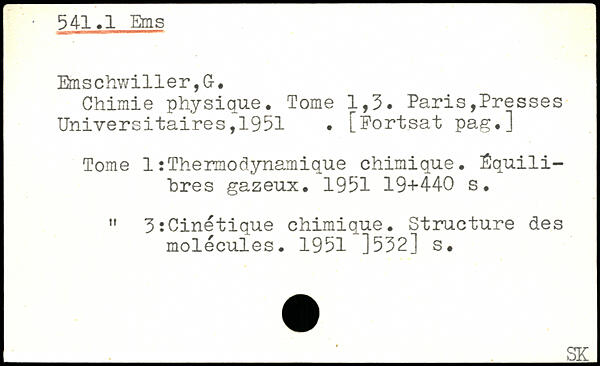 541.1 Ems
Emschwiller,G.
Chimie physique. Tome 1,3. Paris,Presses
Universitaires,1951 . [Fortsat pag.]
Tome 1:Thermodynamique chimique. Équili-
bres gazeux. 1951 19+440 s.
" 3:Cinétique chimique. Structure des
molécules. 1951 ]532] s.
SK